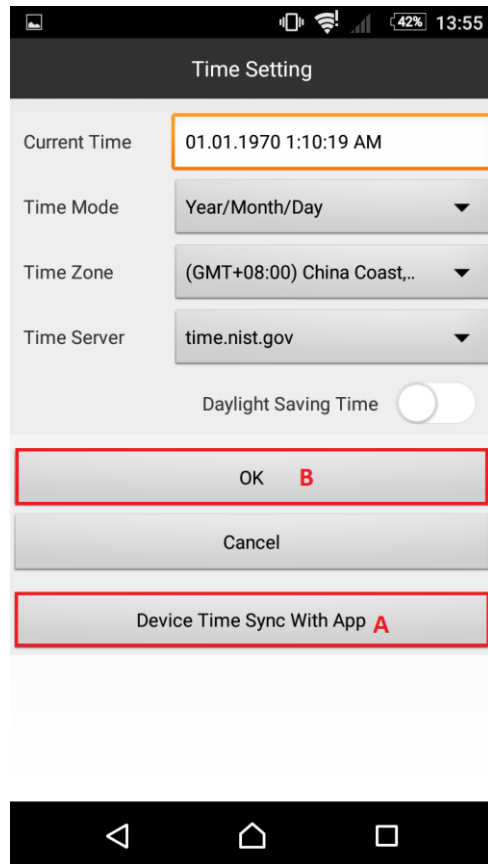 42% 13:55
Time Setting
Current Time 01.01.1970 1:10:19 AM
Time Mode Year/Month/Day
Time Zone (GMT+08:00) China Coast,..
Time Server time.nist.gov
Daylight Saving Time
OK B
Cancel
Device Time Sync With App A